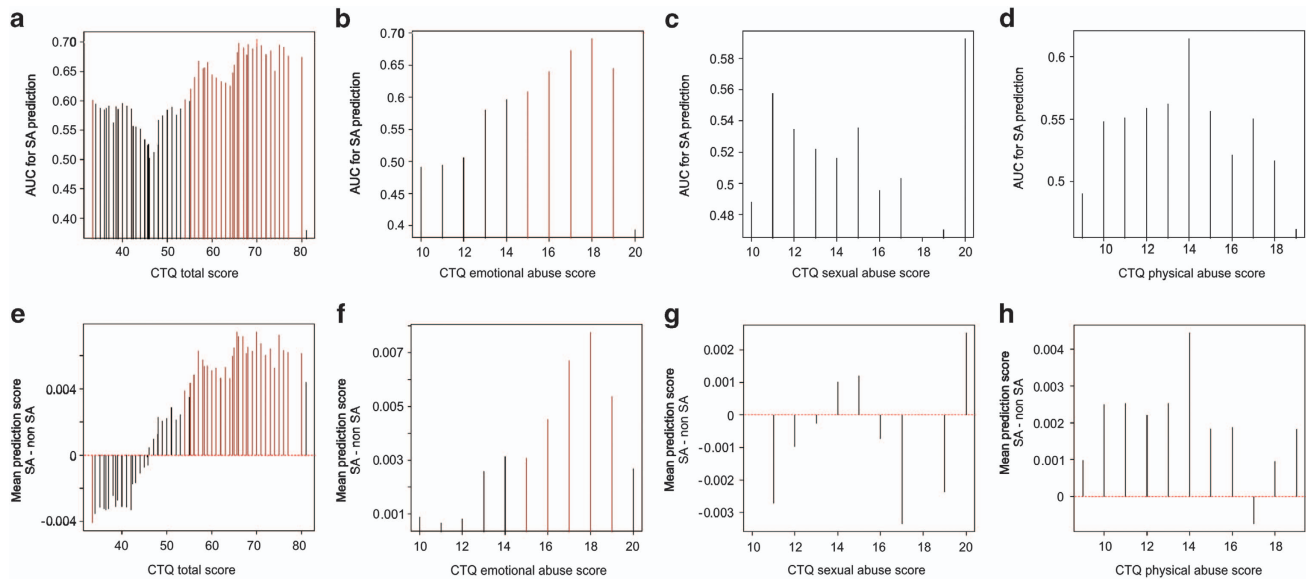 a
AUC for SA prediction
0.70
0.65
0.60
0.55
0.50
0.45
0.40
40 50 60 70 80
CTQ total score
b
AUC for SA prediction
0.70
0.65
0.6
0.55
0.5
0.45
0.4
10 12 14 16 18 20
CTQ emotional abuse score
c
AUC for SA prediction
0.58
0.56
0.54
0.52
0.5
0.48
10 12 14 16 18 20
CTQ sexual abuse score
d
AUC for SA prediction
0.6
0.55
0.5
10 12 14 16 18
CTQ physical abuse score
e
Mean prediction score
SA - non SA
0.004
0
-0.004
40 50 60 70 80
CTQ total score
f
Mean prediction score
SA - non SA
0.007
0.005
0.003
0.001
10 12 14 16 18 20
CTQ emotional abuse score
g
Mean prediction score
SA - non SA
0.002
0.001
0
-0.001
-0.002
-0.003
10 12 14 16 18 20
CTQ sexual abuse score
h
Mean prediction score
SA - non SA
0.004
0.003
0.002
0.001
0
10 12 14 16 18
CTQ physical abuse score